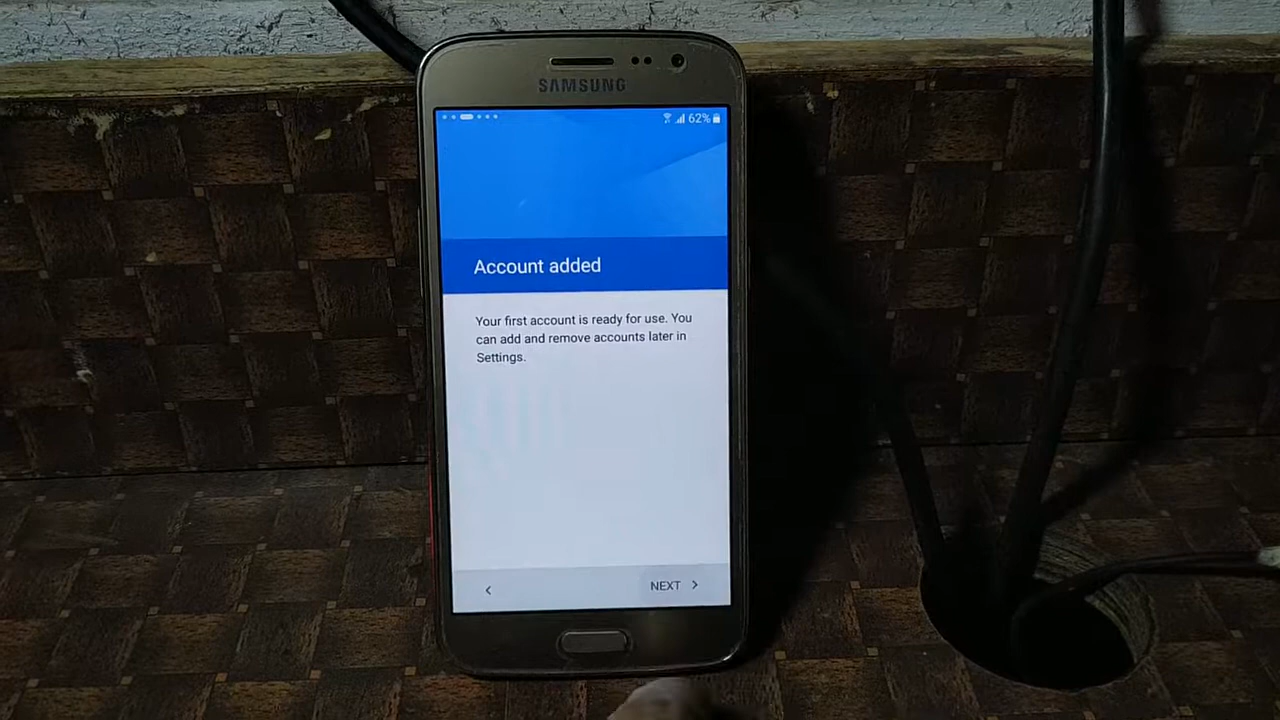 SAMSUNG
62%
Account added
Your first account is ready for use. You
can add and remove accounts later in
Settings.
NEXT